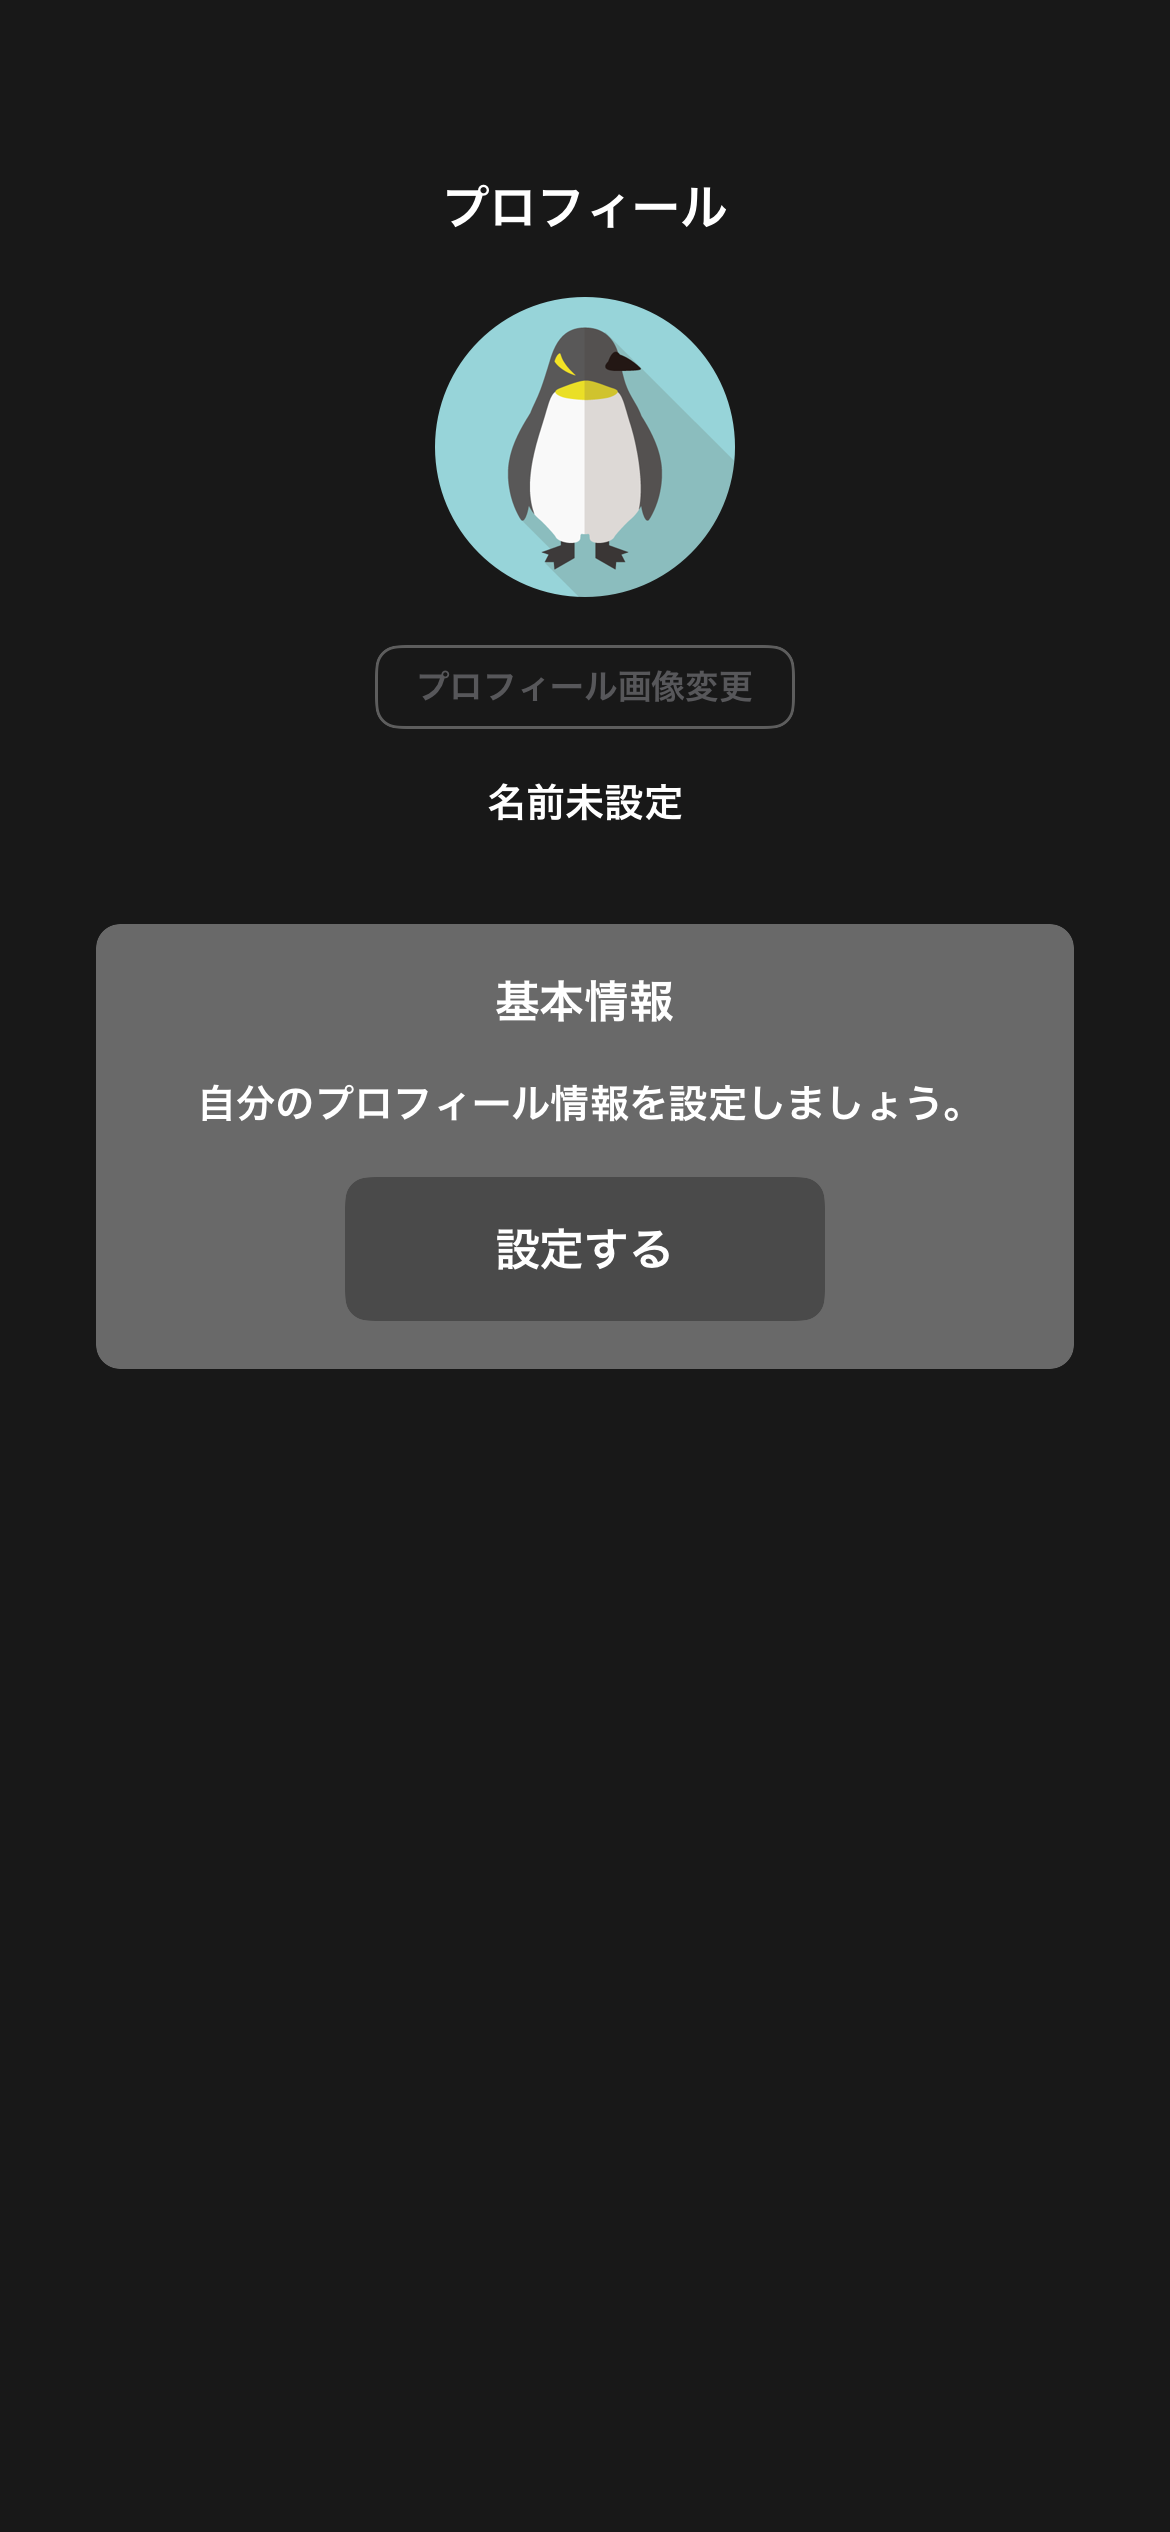 プロフィール
プロフィール画像変更
名前未設定
基本情報
自分のプロフィール情報を設定しましょう。
設定する